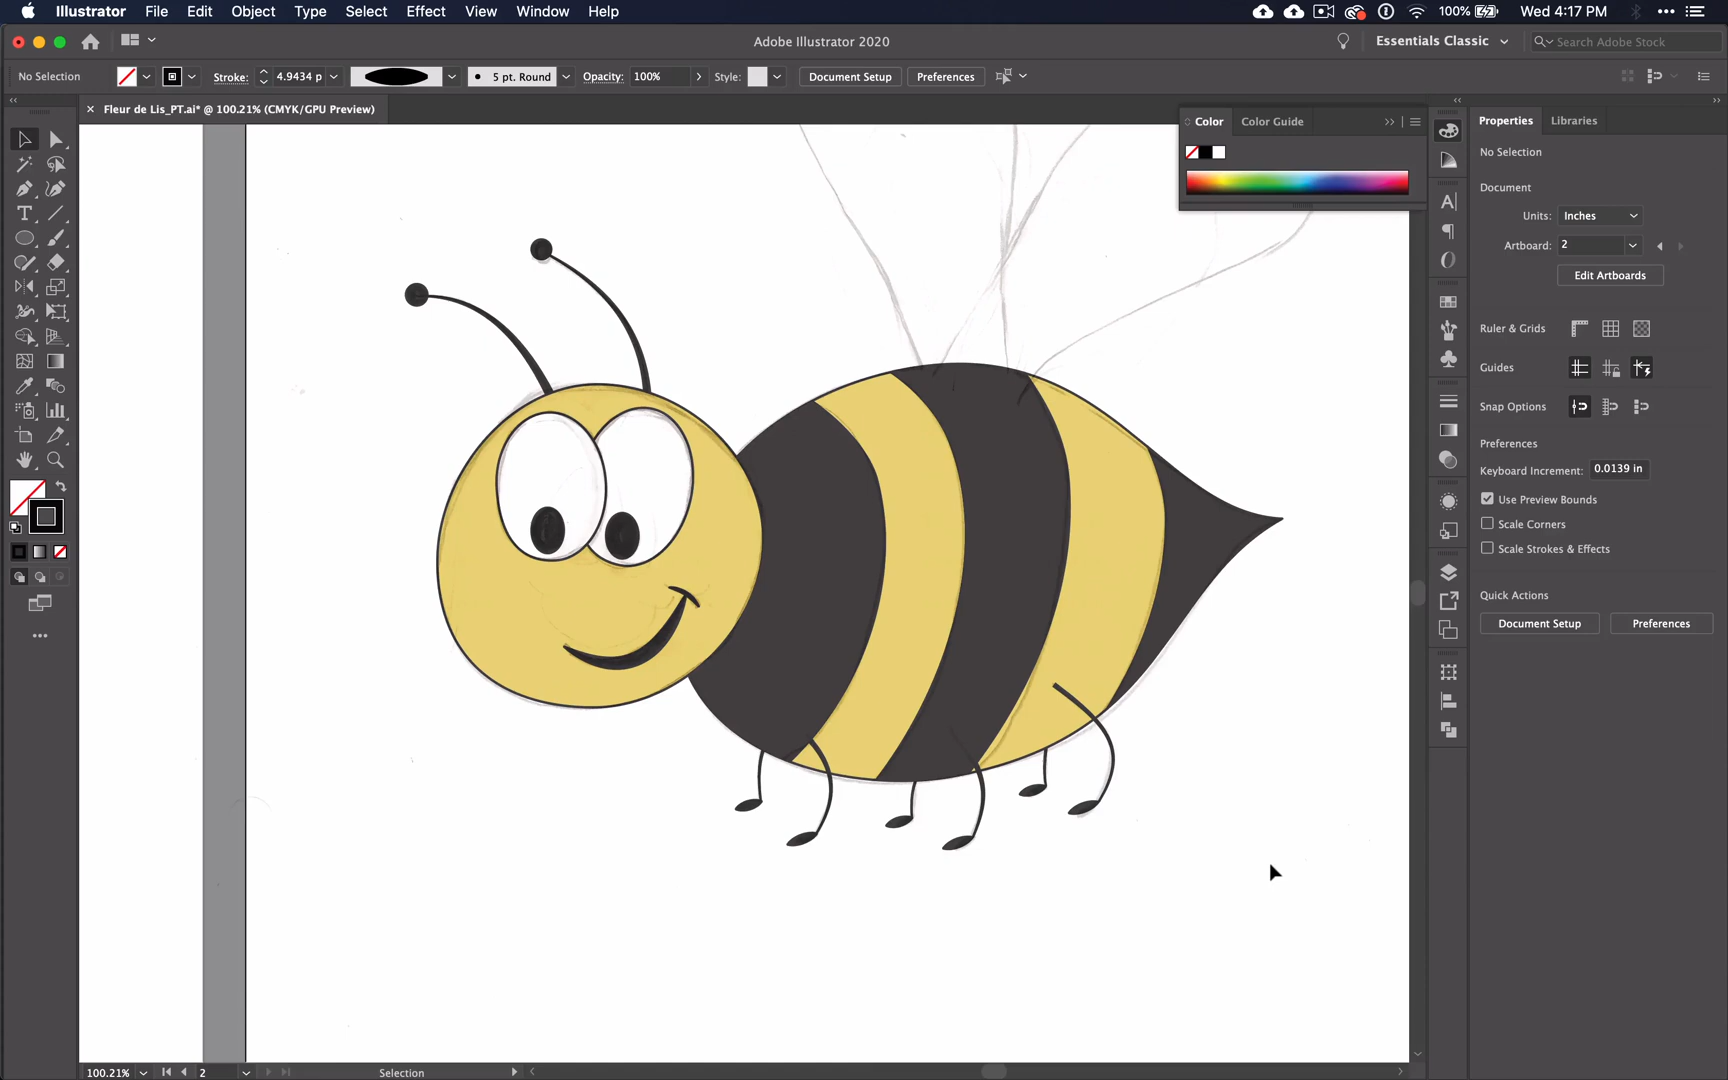 Illustrator File Edit Object Type Select Effect View Window Help 100% Wed 4:17 PM
Adobe Illustrator 2020 Essentials Classic Search Adobe Stock
No Selection Stroke: 4.9434 p 5 pt. Round Opacity: 100% Style: Document Setup Preferences
Fleur de Lis_PT.ai* @ 100.21% (CMYK/GPU Preview)
Color Color Guide
Properties Libraries
No Selection
Document
Units: Inches
Artboard: 2
Edit Artboards
Ruler & Grids
Guides
Snap Options
Preferences
Keyboard Increment: 0.0139 in
Use Preview Bounds
Scale Corners
Scale Strokes & Effects
Quick Actions
Document Setup Preferences
100.21% 2 Selection